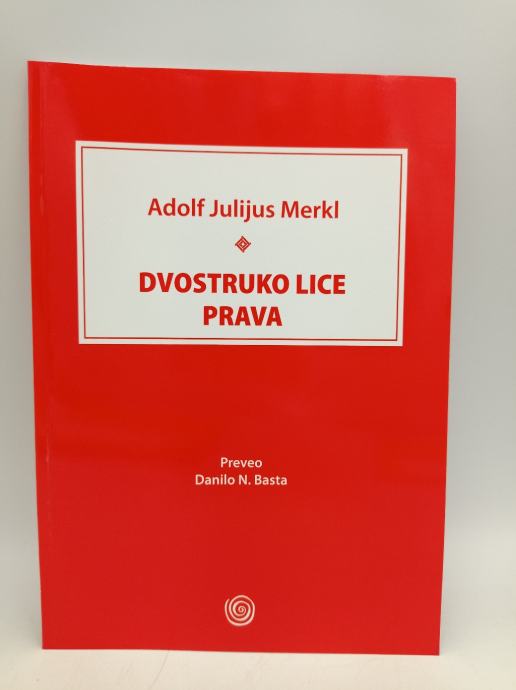 Adolf Julijus Merkl
DVOSTRUKO LICE
PRAVA
Preveo
Danilo N. Basta